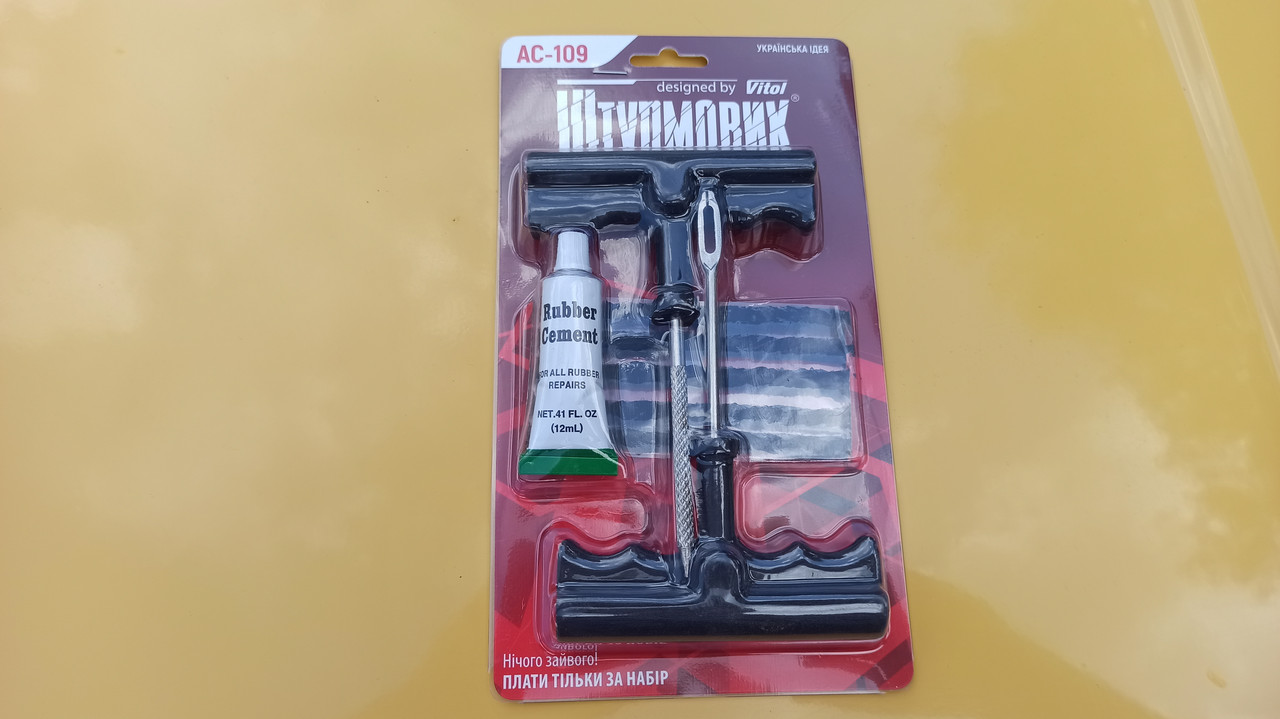 АС-109
УКРАЇНСЬКА ІДЕЯ
designed by Vitol
ШТУРМОВИК®
Rubber
Cement
FOR ALL RUBBER
REPAIRS
NET.41 FL. OZ
(12mL)
Нічого зайвого!
ПЛАТИ ТІЛЬКИ ЗА НАБІР